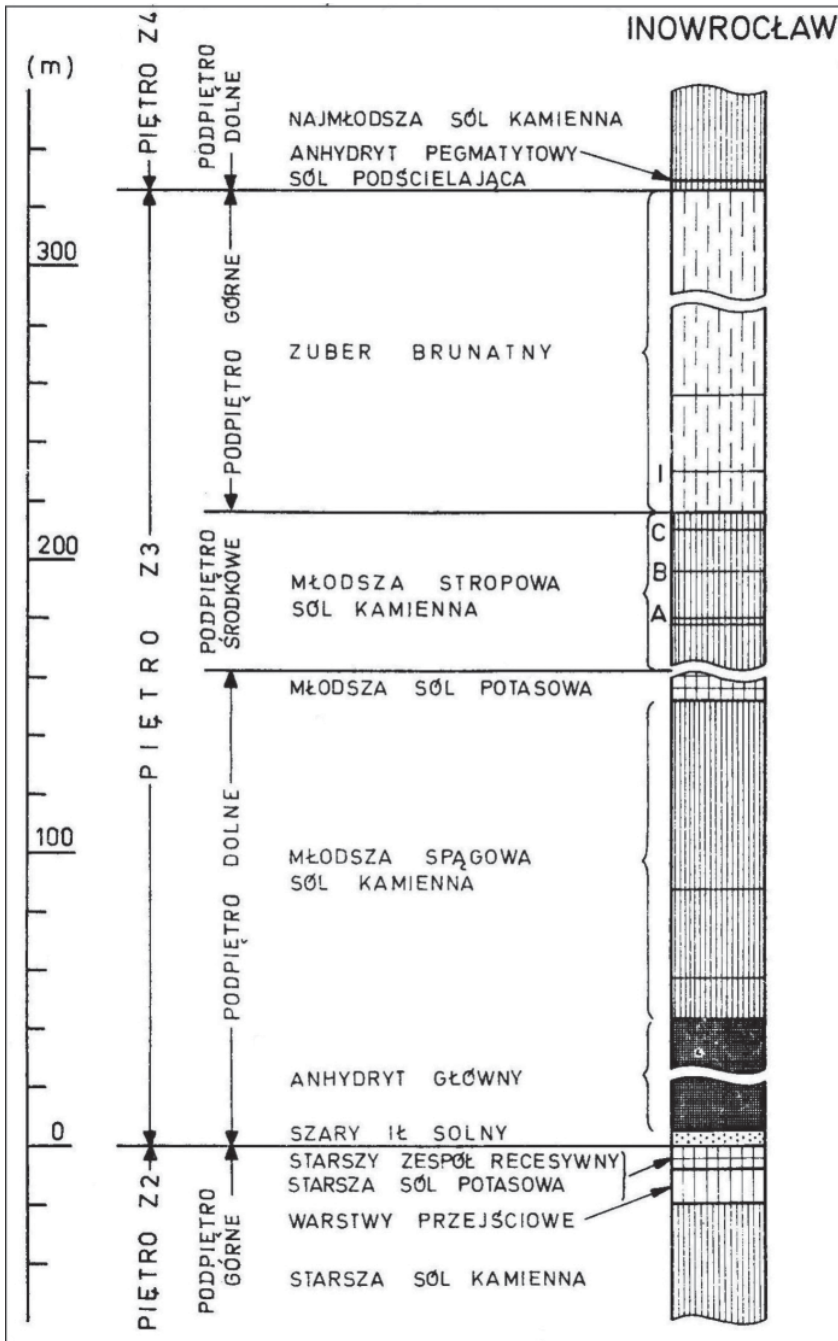 INOWROCŁAW
(m)
PIĘTRO Z4
PODPIĘTRO
DOLNE
NAJMŁODSZA SÓL KAMIENNA
ANHYDRYT PEGMATYTOWY
SÓL PODŚCIELAJĄCA
300
PODPIĘTRO GÓRNE
ZUBER BRUNATNY
I
PIĘTRO Z3
200
PODPIĘTRO
ŚRODKOWE
MŁODSZA STROPOWA
SÓL KAMIENNA
C
B
A
MŁODSZA SÓL POTASOWA
100
PODPIĘTRO DOLNE
MŁODSZA SPĄGOWA
SÓL KAMIENNA
ANHYDRYT GŁÓWNY
0
SZARY IŁ SOLNY
PIĘTRO Z2
PODPIĘTRO
GÓRNE
STARSZY ZESPÓŁ RECESYWNY
STARSZA SÓL POTASOWA
WARSTWY PRZEJŚCIOWE
STARSZA SÓL KAMIENNA